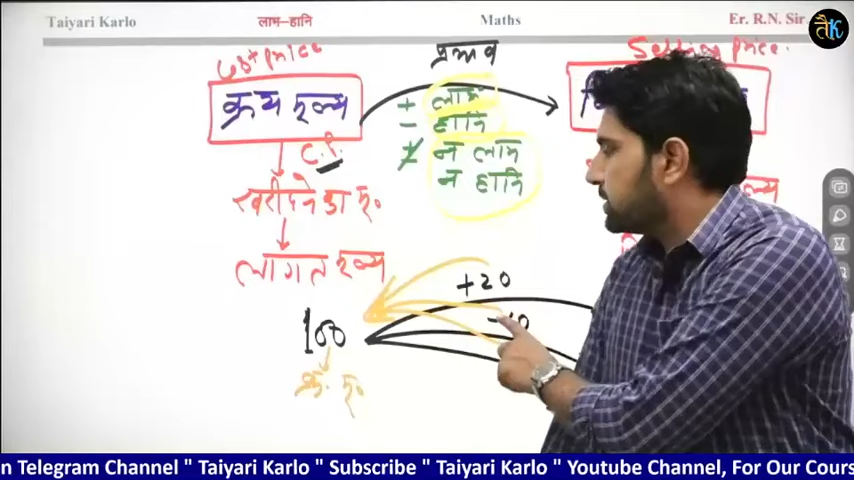 Taiyari Karlo लाभ-हानि Maths Er. R.N. Sir.
तैK
Cost price प्रभाव Selling price.
क्रय मूल्य
+ लाभ
- हानि
C.P. न लाभ
न हानि
खरीदने का मू०
लागत मूल्य
+20
100
क्र. मू०
n Telegram Channel " Taiyari Karlo " Subscribe " Taiyari Karlo " Youtube Channel, For Our Cours